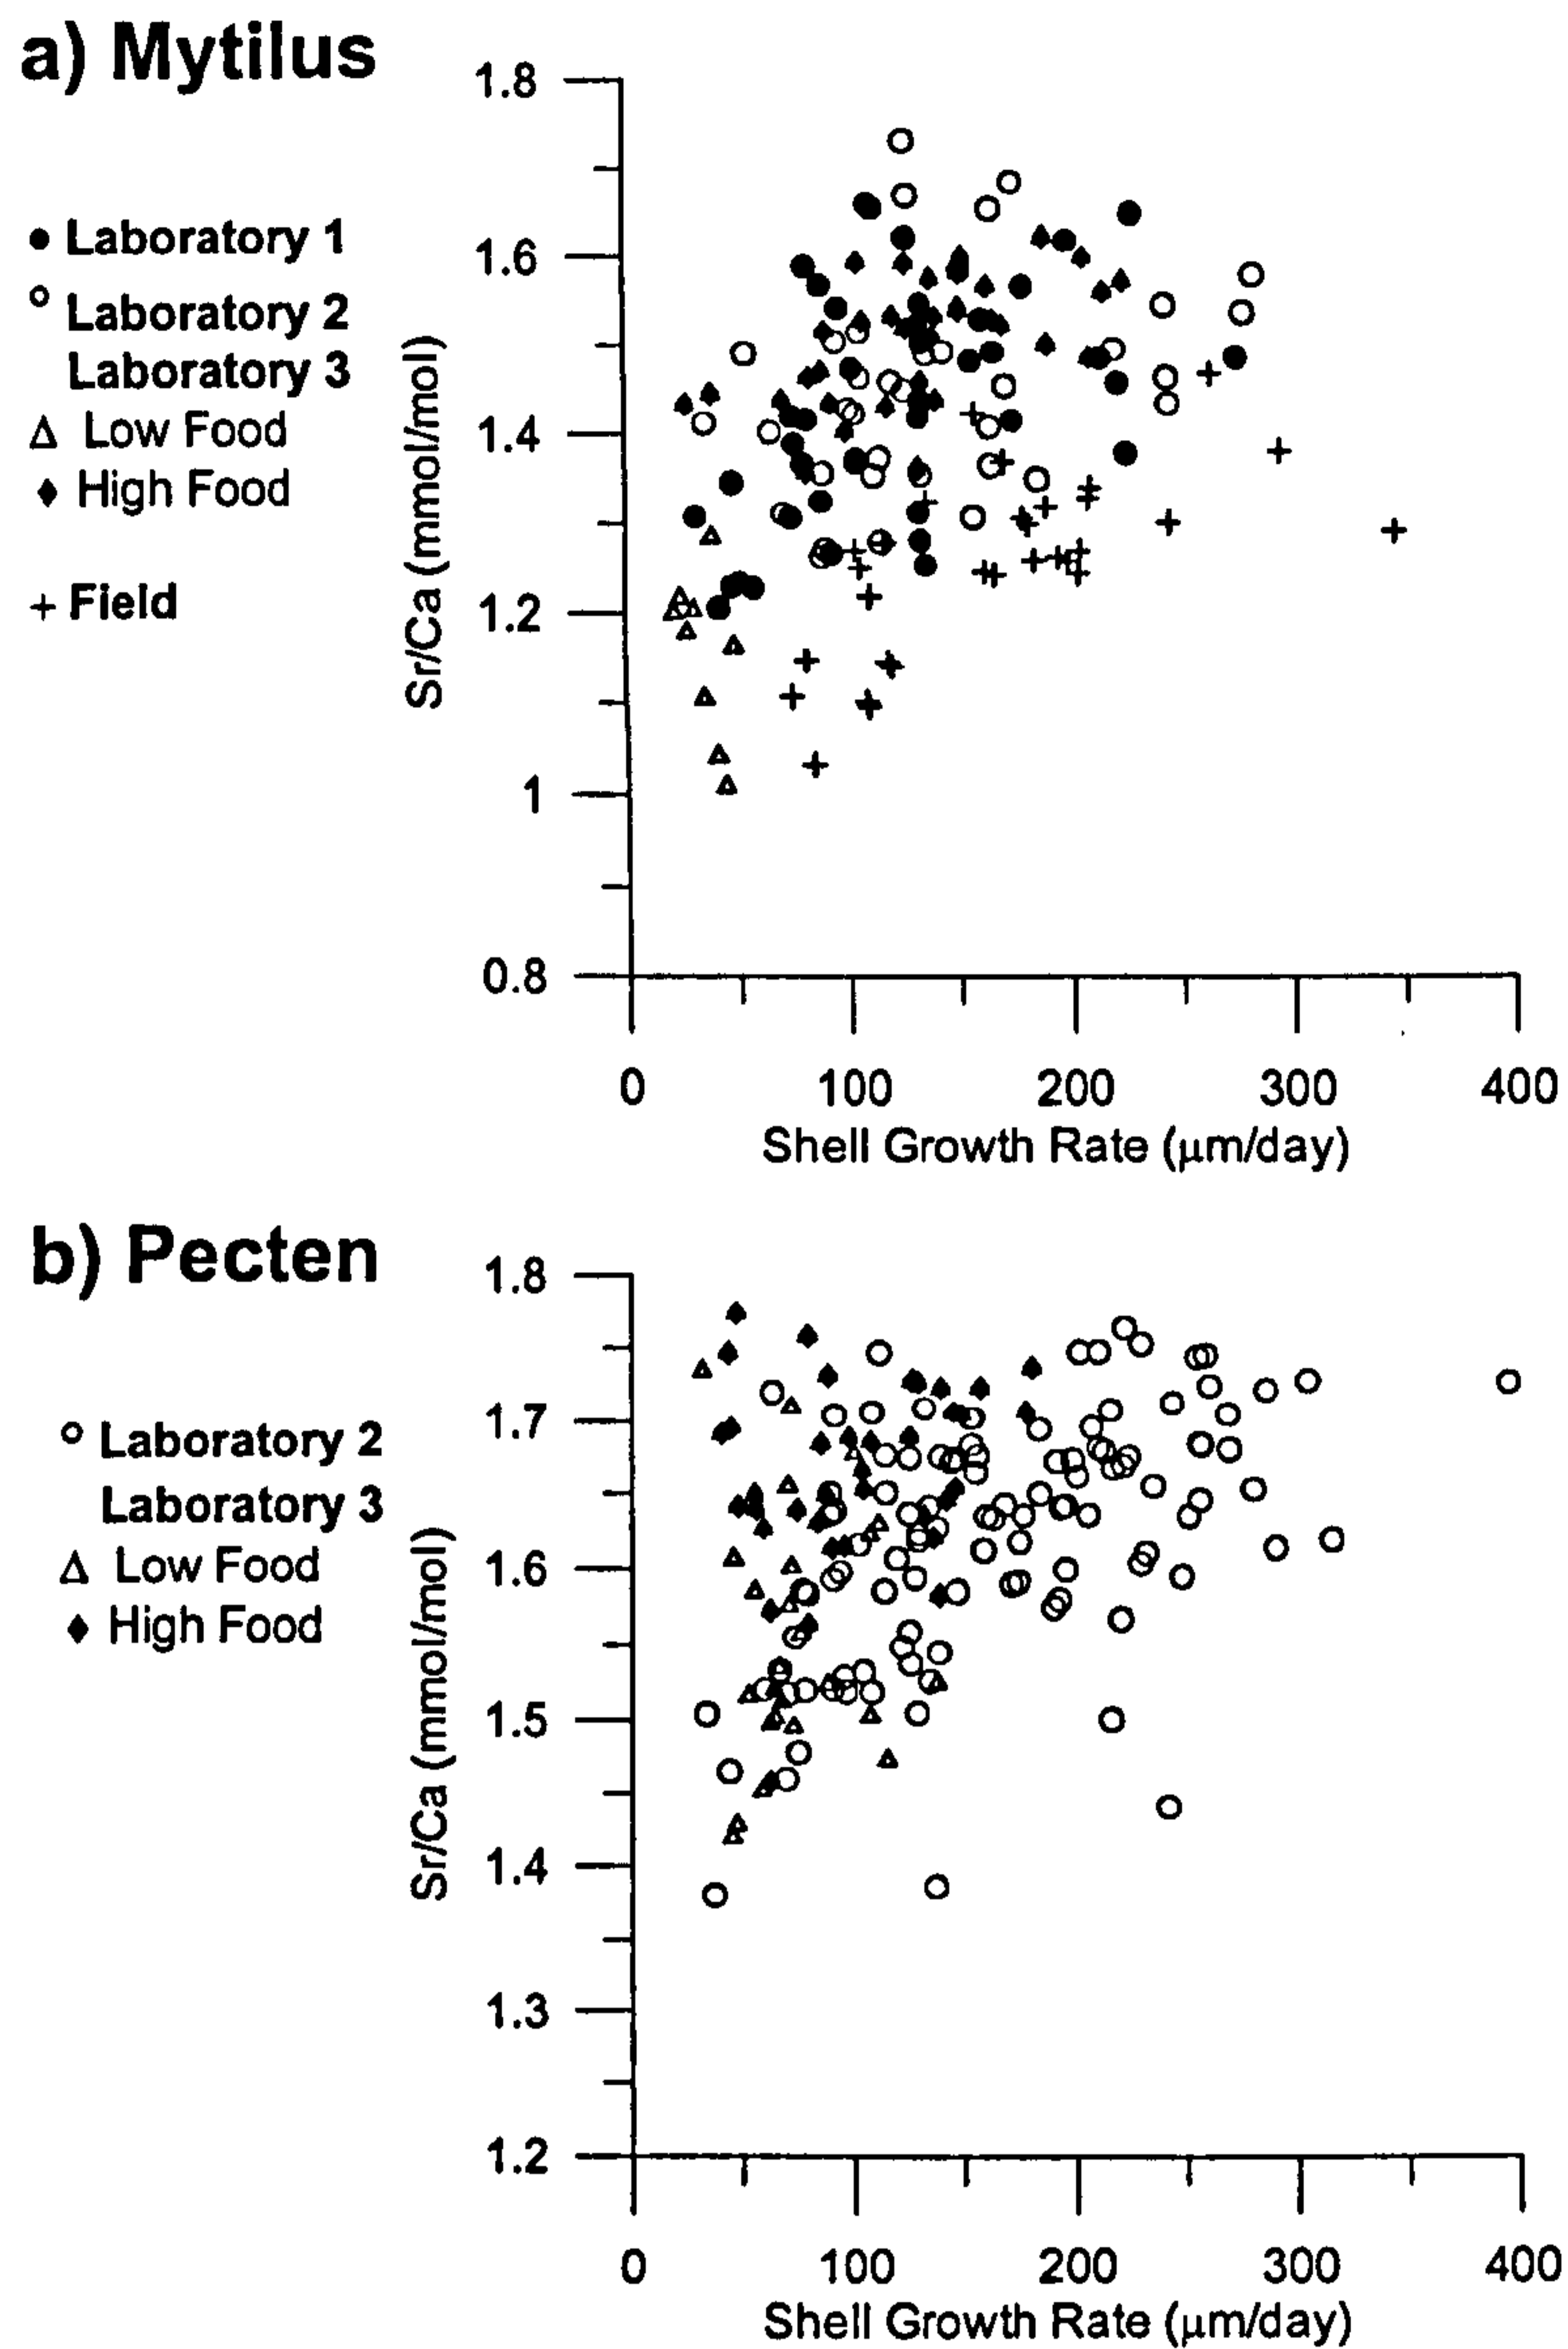 a) Mytilus
● Laboratory 1
○ Laboratory 2
Laboratory 3
△ Low Food
♦ High Food
+ Field
Sr/Ca (mmol/mol)
1.8
1.6
1.4
1.2
1
0.8
0 100 200 300 400
Shell Growth Rate (μm/day)
b) Pecten
○ Laboratory 2
Laboratory 3
△ Low Food
♦ High Food
Sr/Ca (mmol/mol)
1.8
1.7
1.6
1.5
1.4
1.3
1.2
0 100 200 300 400
Shell Growth Rate (μm/day)